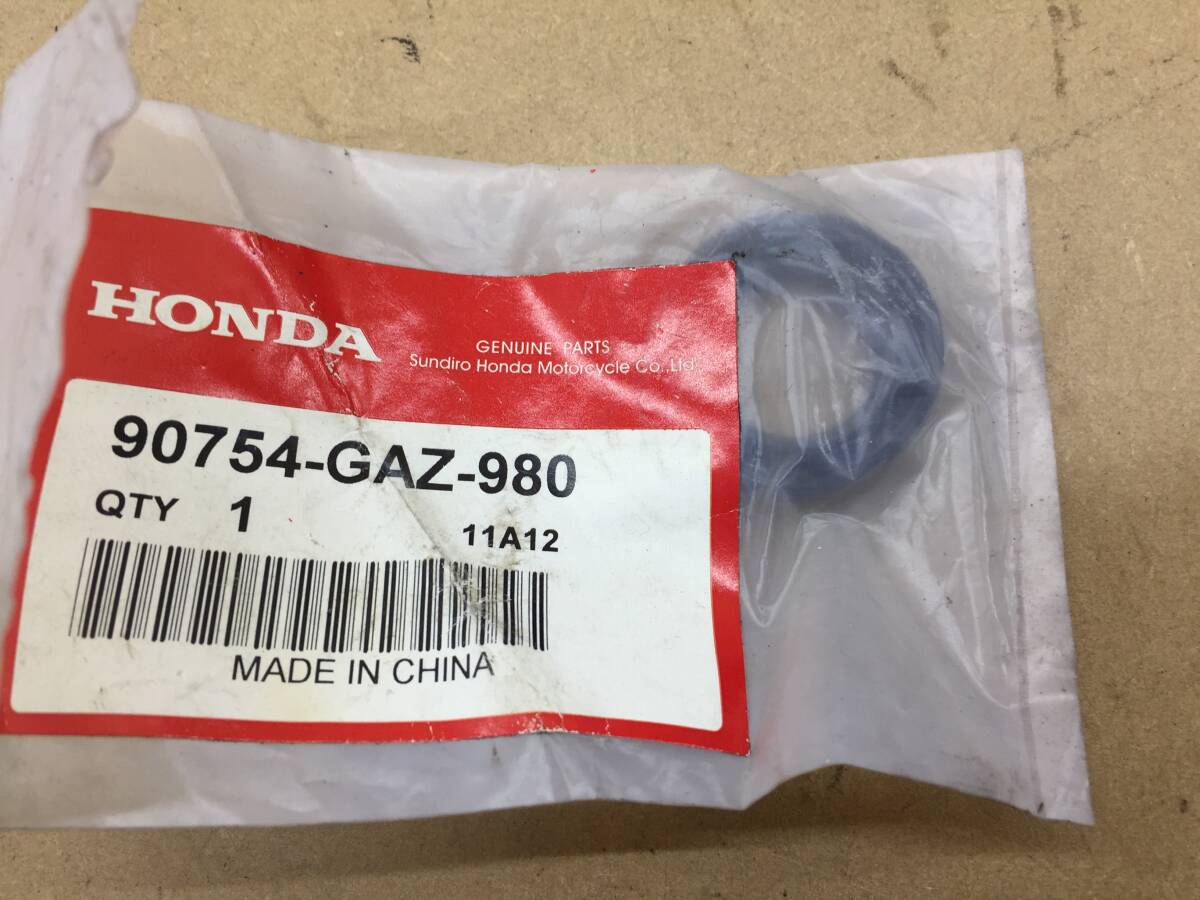 HONDA
GENUINE PARTS
Sundiro Honda Motorcycle Co.,Ltd.
90754-GAZ-980
QTY 1
11A12
MADE IN CHINA